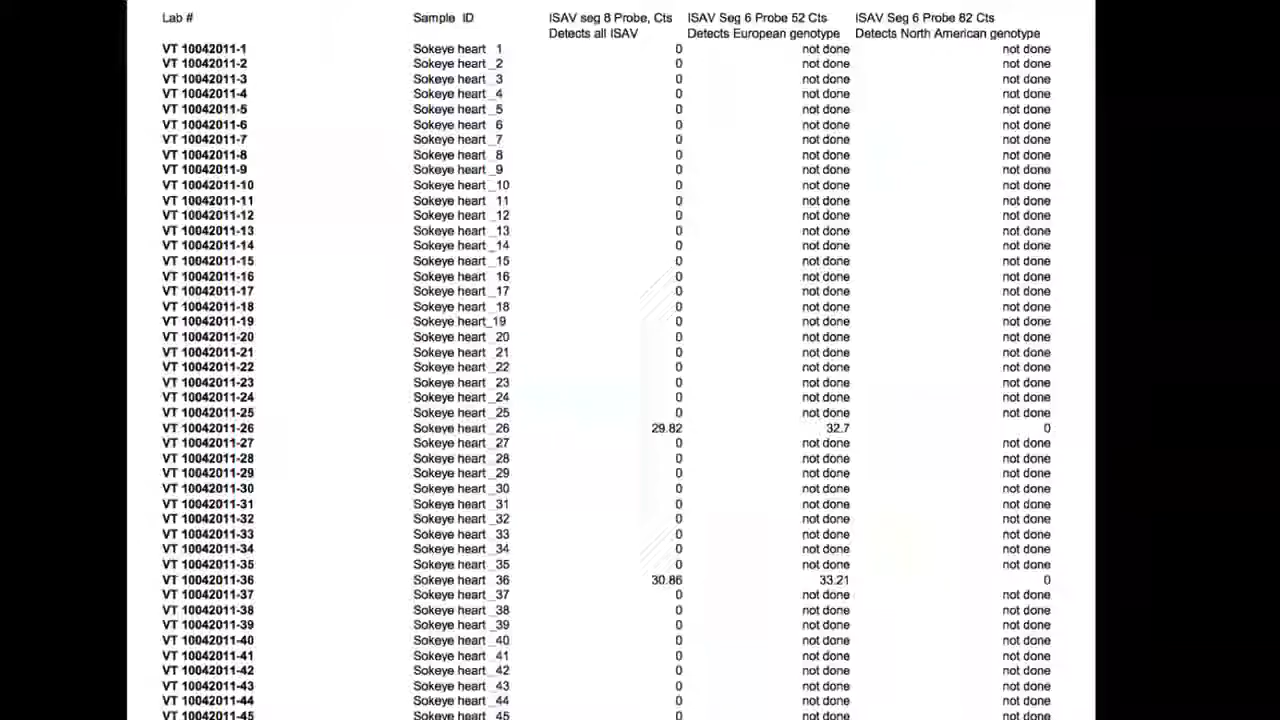 Lab # Sample ID ISAV seg 8 Probe, Cts ISAV Seg 6 Probe 52 Cts ISAV Seg 6 Probe 82 Cts
Detects all ISAV Detects European genotype Detects North American genotype
VT 10042011-1 Sokeye heart 1 0 not done not done
VT 10042011-2 Sokeye heart _2 0 not done not done
VT 10042011-3 Sokeye heart _3 0 not done not done
VT 10042011-4 Sokeye heart _4 0 not done not done
VT 10042011-5 Sokeye heart _5 0 not done not done
VT 10042011-6 Sokeye heart 6 0 not done not done
VT 10042011-7 Sokeye heart _7 0 not done not done
VT 10042011-8 Sokeye heart _8 0 not done not done
VT 10042011-9 Sokeye heart _9 0 not done not done
VT 10042011-10 Sokeye heart _10 0 not done not done
VT 10042011-11 Sokeye heart 11 0 not done not done
VT 10042011-12 Sokeye heart _12 0 not done not done
VT 10042011-13 Sokeye heart _13 0 not done not done
VT 10042011-14 Sokeye heart _14 0 not done not done
VT 10042011-15 Sokeye heart _15 0 not done not done
VT 10042011-16 Sokeye heart 16 0 not done not done
VT 10042011-17 Sokeye heart _17 0 not done not done
VT 10042011-18 Sokeye heart _18 0 not done not done
VT 10042011-19 Sokeye heart_19 0 not done not done
VT 10042011-20 Sokeye heart _20 0 not done not done
VT 10042011-21 Sokeye heart 21 0 not done not done
VT 10042011-22 Sokeye heart _22 0 not done not done
VT 10042011-23 Sokeye heart _23 0 not done not done
VT 10042011-24 Sokeye heart _24 0 not done not done
VT 10042011-25 Sokeye heart _25 0 not done not done
VT 10042011-26 Sokeye heart 26 29.82 32.7 0
VT 10042011-27 Sokeye heart _27 0 not done not done
VT 10042011-28 Sokeye heart _28 0 not done not done
VT 10042011-29 Sokeye heart _29 0 not done not done
VT 10042011-30 Sokeye heart _30 0 not done not done
VT 10042011-31 Sokeye heart _31 0 not done not done
VT 10042011-32 Sokeye heart _32 0 not done not done
VT 10042011-33 Sokeye heart _33 0 not done not done
VT 10042011-34 Sokeye heart _34 0 not done not done
VT 10042011-35 Sokeye heart _35 0 not done not done
VT 10042011-36 Sokeye heart _36 30.86 33.21 0
VT 10042011-37 Sokeye heart _37 0 not done not done
VT 10042011-38 Sokeye heart _38 0 not done not done
VT 10042011-39 Sokeye heart _39 0 not done not done
VT 10042011-40 Sokeye heart _40 0 not done not done
VT 10042011-41 Sokeye heart _41 0 not done not done
VT 10042011-42 Sokeye heart _42 0 not done not done
VT 10042011-43 Sokeye heart _43 0 not done not done
VT 10042011-44 Sokeye heart _44 0 not done not done
VT 10042011-45 Sokeye heart 45 0 not done not done